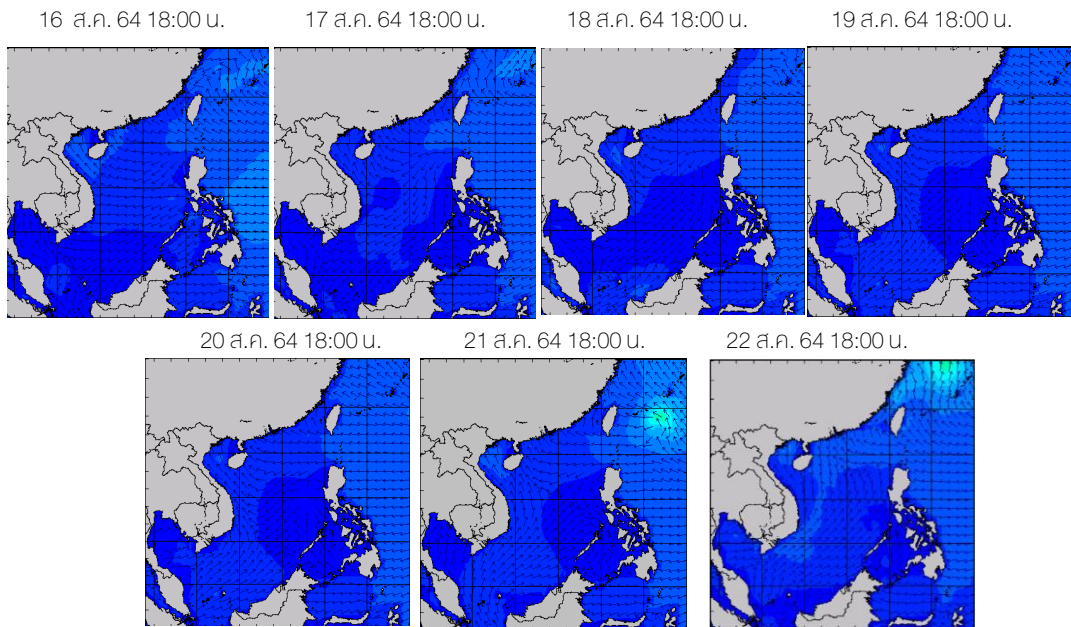 16 ส.ค. 64 18:00 น.
17 ส.ค. 64 18:00 น.
18 ส.ค. 64 18:00 น.
19 ส.ค. 64 18:00 น.
20 ส.ค. 64 18:00 น.
21 ส.ค. 64 18:00 น.
22 ส.ค. 64 18:00 น.